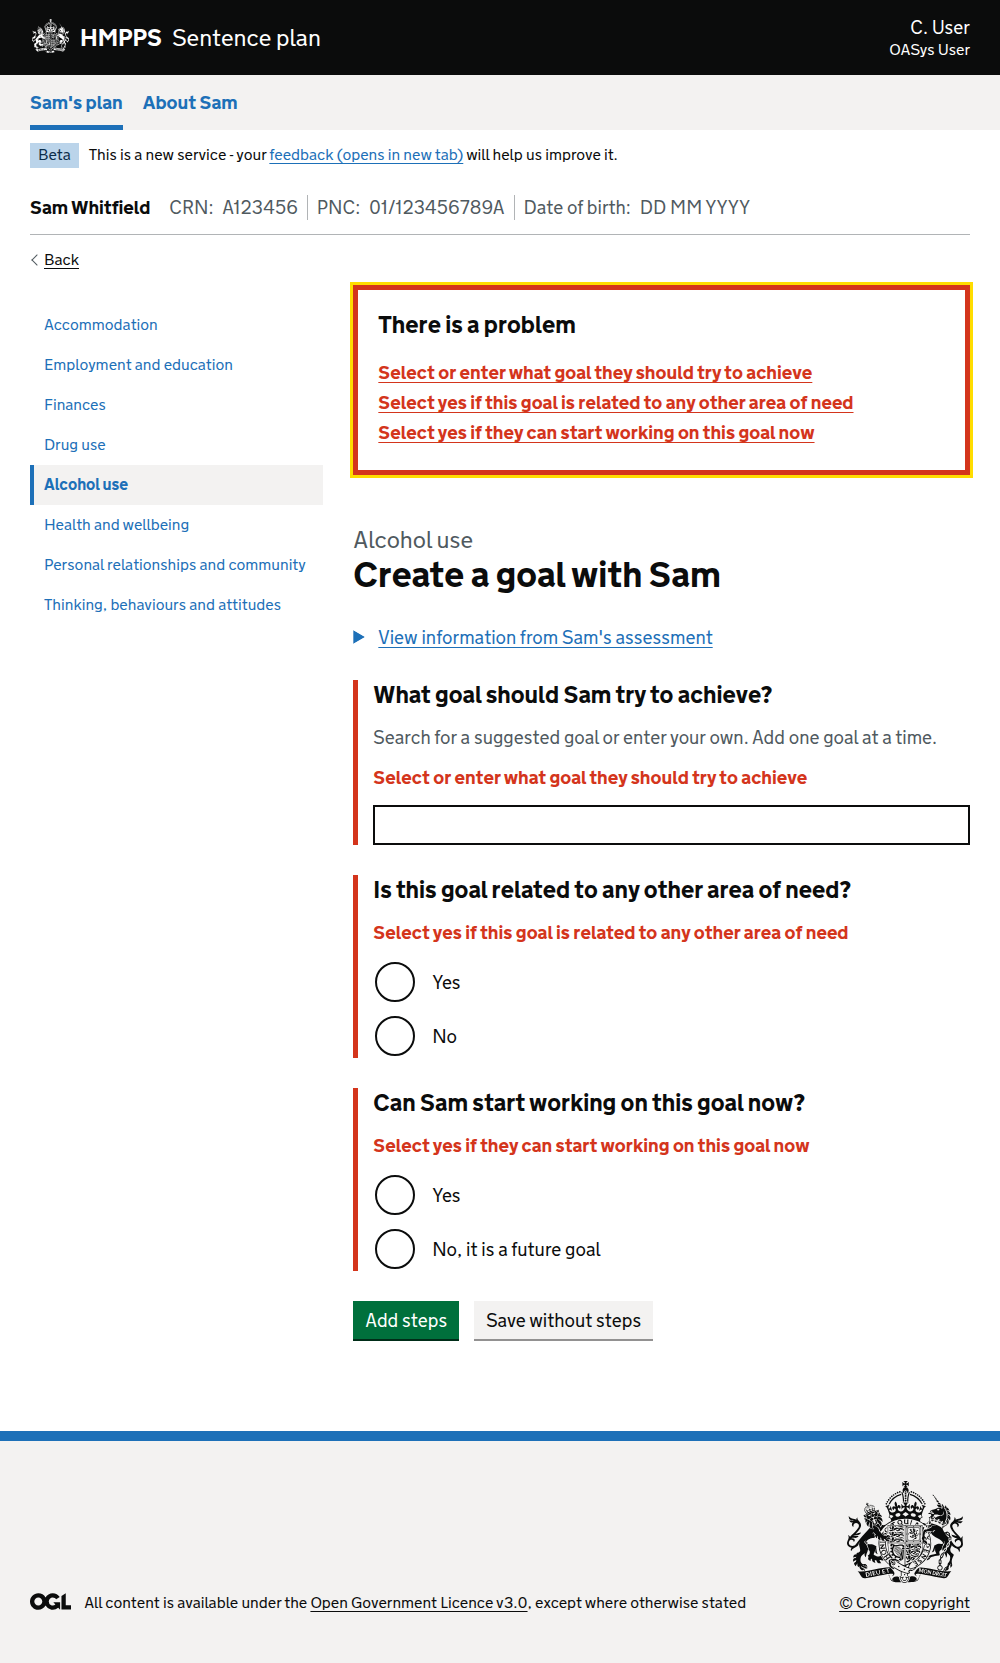 HMPPS Sentence plan
C. User
OASys User
Sam's plan About Sam
Beta This is a new service - your feedback (opens in new tab) will help us improve it.
Sam Whitfield CRN: A123456 PNC: 01/123456789A Date of birth: DD MM YYYY
Back
Accommodation
Employment and education
Finances
Drug use
Alcohol use
Health and wellbeing
Personal relationships and community
Thinking, behaviours and attitudes
There is a problem
Select or enter what goal they should try to achieve
Select yes if this goal is related to any other area of need
Select yes if they can start working on this goal now
Alcohol use
Create a goal with Sam
View information from Sam's assessment
What goal should Sam try to achieve?
Search for a suggested goal or enter your own. Add one goal at a time.
Select or enter what goal they should try to achieve
Is this goal related to any other area of need?
Select yes if this goal is related to any other area of need
Yes
No
Can Sam start working on this goal now?
Select yes if they can start working on this goal now
Yes
No, it is a future goal
Add steps Save without steps
DIEU ET MON DROIT
OGL All content is available under the Open Government Licence v3.0, except where otherwise stated
© Crown copyright